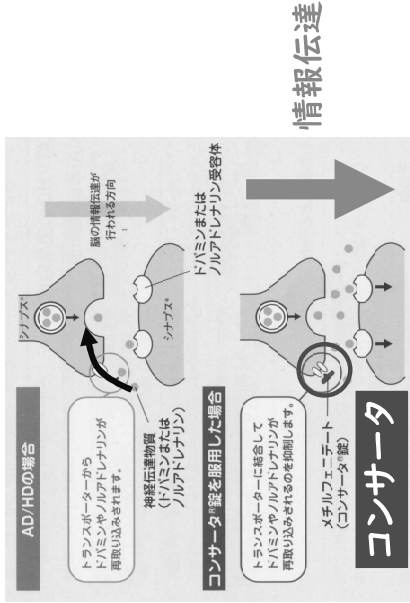 AD/HDの場合
シナプス*
脳の情報伝達が
行われる方向
トランスポーターから
ドパミンやノルアドレナリンが
再取り込みされます。
神経伝達物質
（ドパミンまたは
ノルアドレナリン）
シナプス*
ドパミンまたは
ノルアドレナリン受容体
コンサータ®錠を服用した場合
トランスポーターに結合して
ドパミンやノルアドレナリンが
再取り込みされるのを抑制します。
メチルフェニデート
（コンサータ®錠）
コンサータ
情報伝達